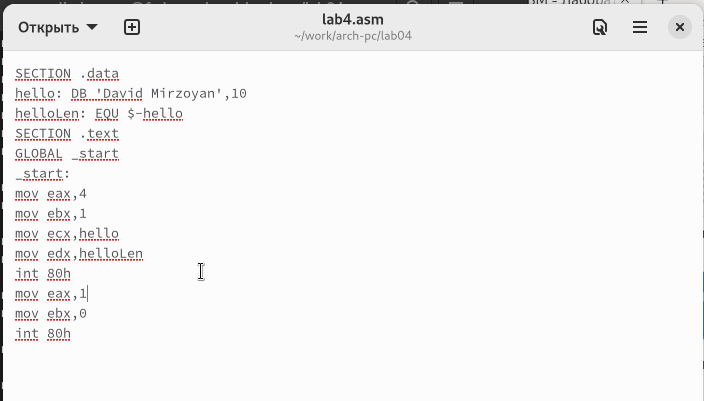 Открыть
lab4.asm
~/work/arch-pc/lab04
SECTION .data
hello: DB 'David Mirzoyan',10
helloLen: EQU $-hello
SECTION .text
GLOBAL _start
_start:
mov eax,4
mov ebx,1
mov ecx,hello
mov edx,helloLen
int 80h
mov eax,1
mov ebx,0
int 80h